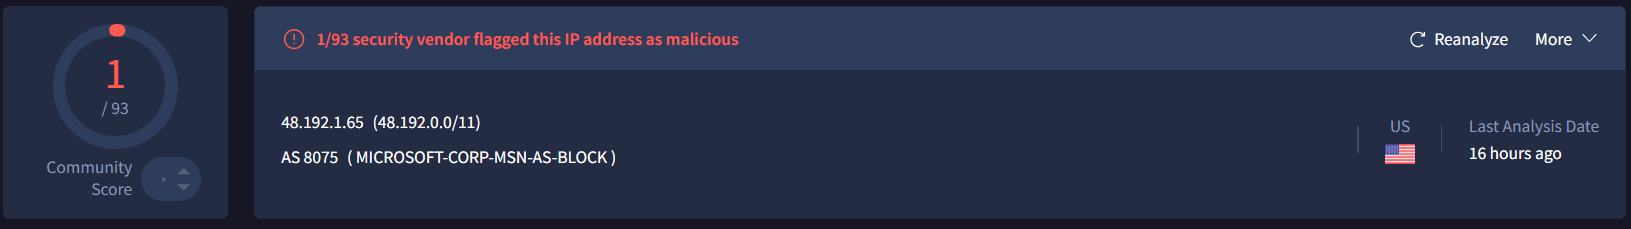 1
/ 93
Community
Score
1/93 security vendor flagged this IP address as malicious
Reanalyze
More
48.192.1.65 (48.192.0.0/11)
AS 8075 ( MICROSOFT-CORP-MSN-AS-BLOCK )
US
Last Analysis Date
16 hours ago